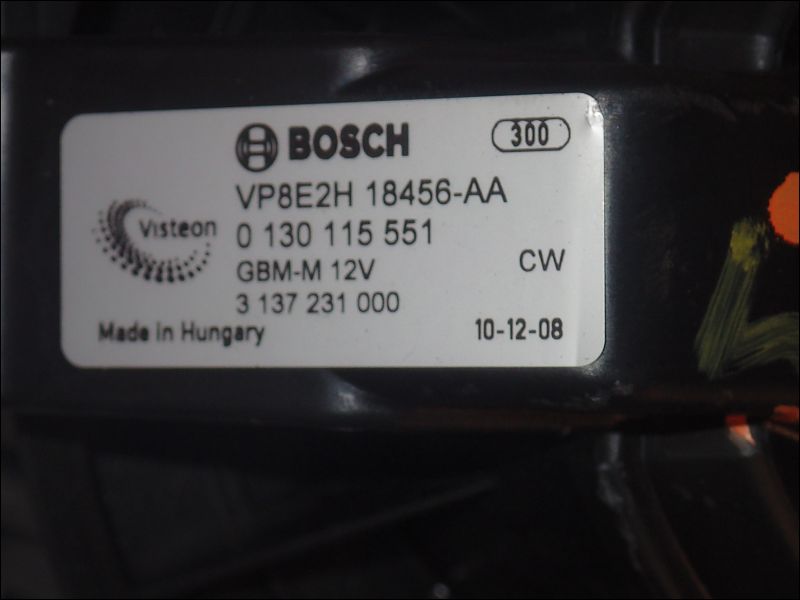 BOSCH 300
VP8E2H 18456-AA
Visteon
0 130 115 551
GBM-M 12V CW
3 137 231 000
Made in Hungary 10-12-08